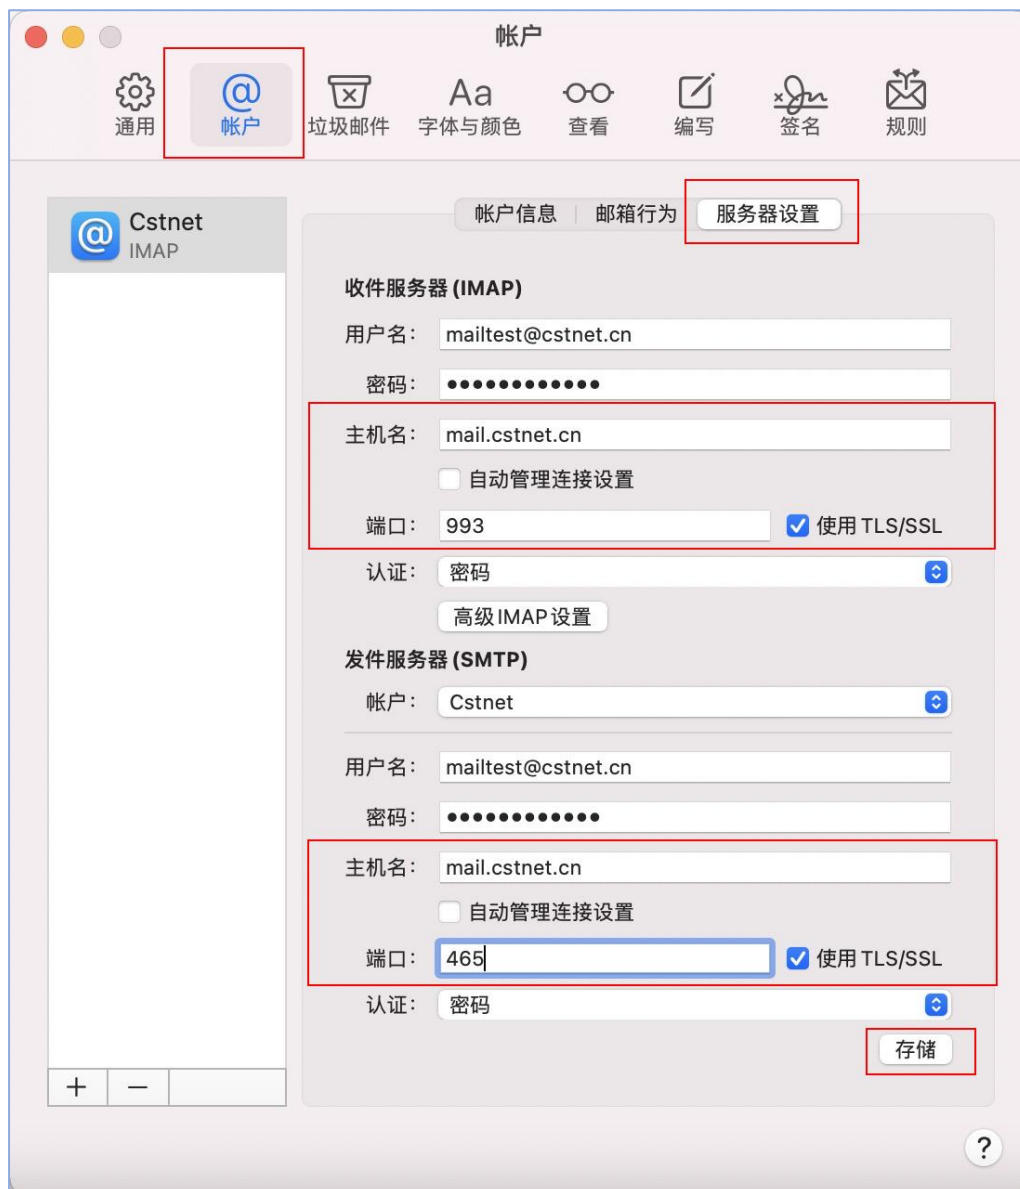 帐户
通用 帐户 垃圾邮件 字体与颜色 查看 编写 签名 规则
Aa
Cstnet
IMAP
帐户信息 邮箱行为 服务器设置
收件服务器 (IMAP)
用户名： mailtest@cstnet.cn
密码： ●●●●●●●●●●●●
主机名： mail.cstnet.cn
自动管理连接设置
端口： 993 使用 TLS/SSL
认证： 密码
高级 IMAP 设置
发件服务器 (SMTP)
帐户： Cstnet
用户名： mailtest@cstnet.cn
密码： ●●●●●●●●●●●●
主机名： mail.cstnet.cn
自动管理连接设置
端口： 465 使用 TLS/SSL
认证： 密码
存储
?